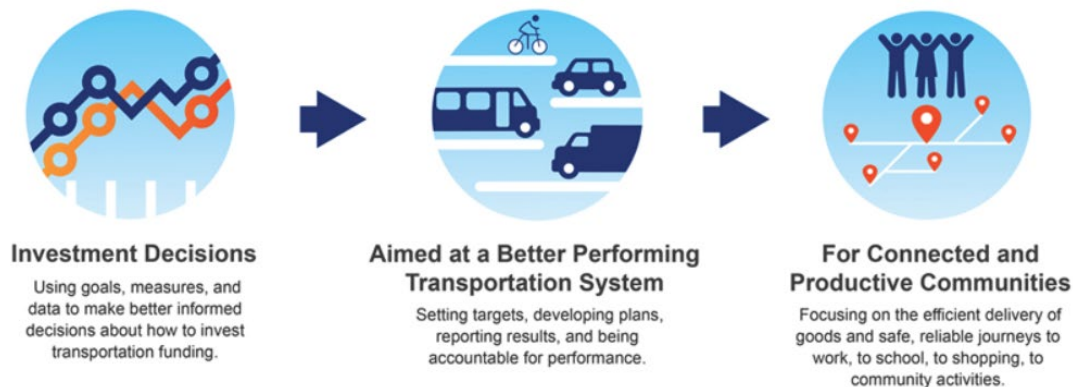 Investment Decisions
Using goals, measures, and
data to make better informed
decisions about how to invest
transportation funding.
Aimed at a Better Performing
Transportation System
Setting targets, developing plans,
reporting results, and being
accountable for performance.
For Connected and
Productive Communities
Focusing on the efficient delivery of
goods and safe, reliable journeys to
work, to school, to shopping, to
community activities.